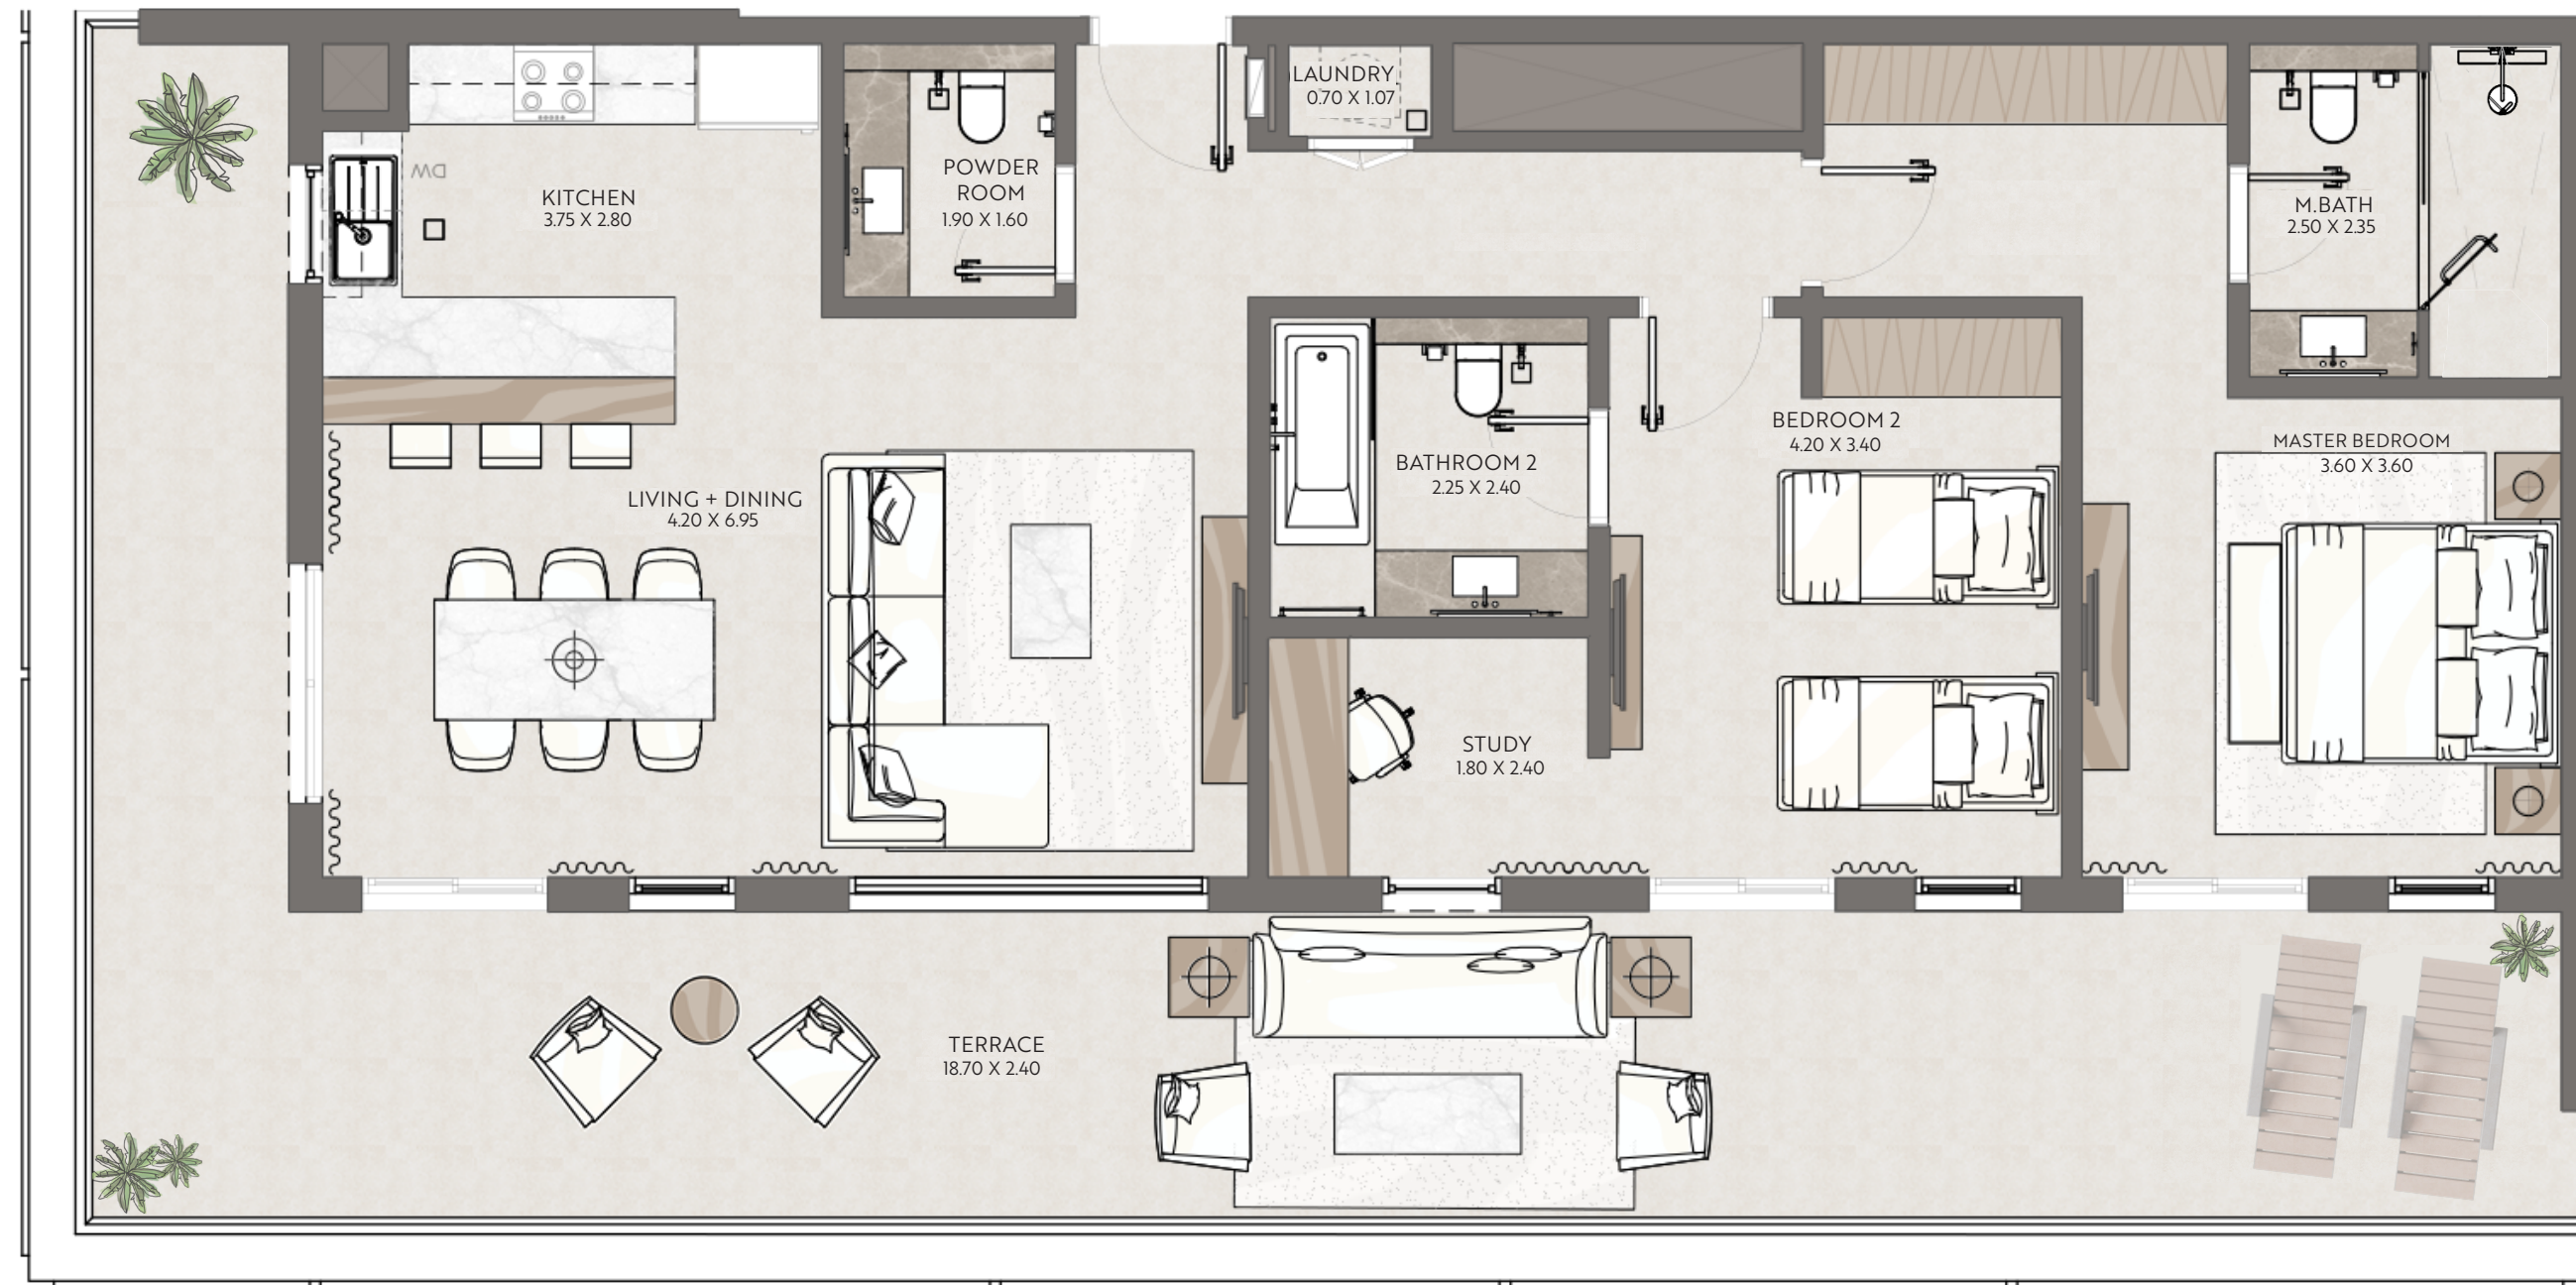 LAUNDRY
0.70 X 1.07
POWDER
ROOM
1.90 X 1.60
DW
KITCHEN
3.75 X 2.80
M.BATH
2.50 X 2.35
BEDROOM 2
4.20 X 3.40
MASTER BEDROOM
3.60 X 3.60
BATHROOM 2
2.25 X 2.40
LIVING + DINING
4.20 X 6.95
STUDY
1.80 X 2.40
TERRACE
18.70 X 2.40